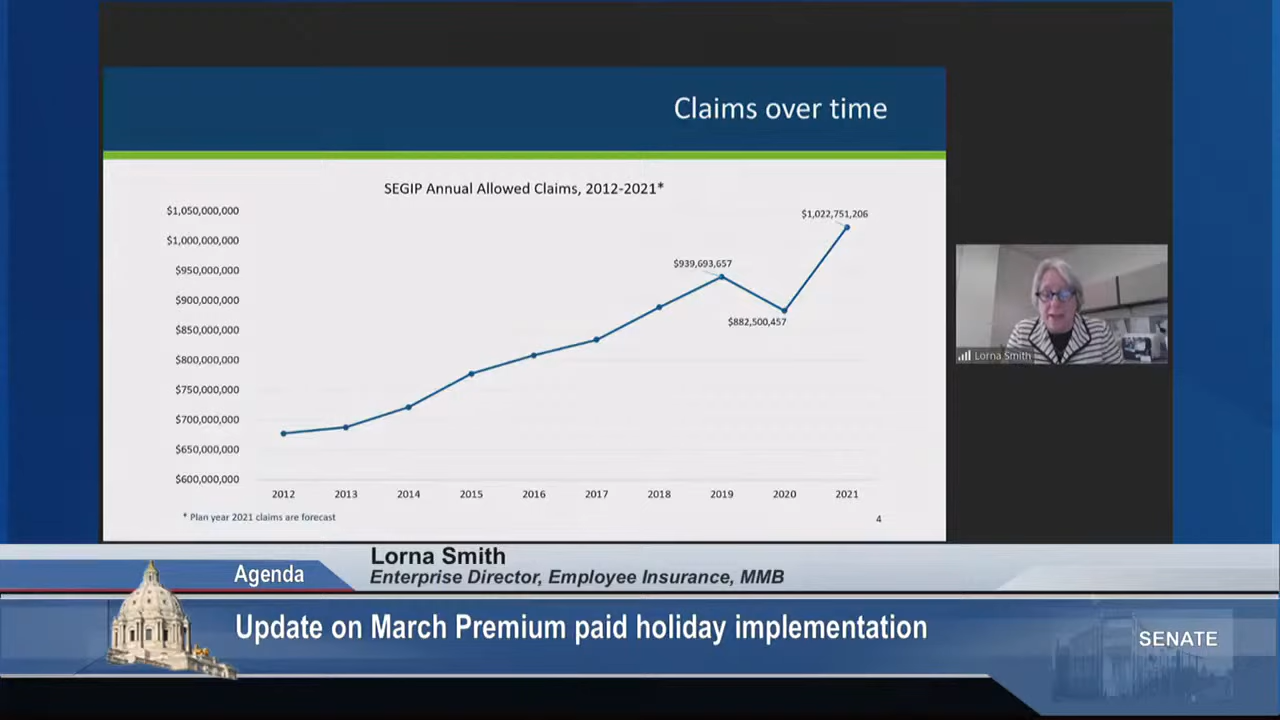 Claims over time
SEGIP Annual Allowed Claims, 2012-2021*
$1,050,000,000
$1,000,000,000
$950,000,000
$900,000,000
$850,000,000
$800,000,000
$750,000,000
$700,000,000
$650,000,000
$600,000,000
$939,693,657
$882,500,457
$1,022,751,206
2012 2013 2014 2015 2016 2017 2018 2019 2020 2021
* Plan year 2021 claims are forecast
4
Lorna Smith
Lorna Smith
Enterprise Director, Employee Insurance, MMB
Agenda
Update on March Premium paid holiday implementation
SENATE